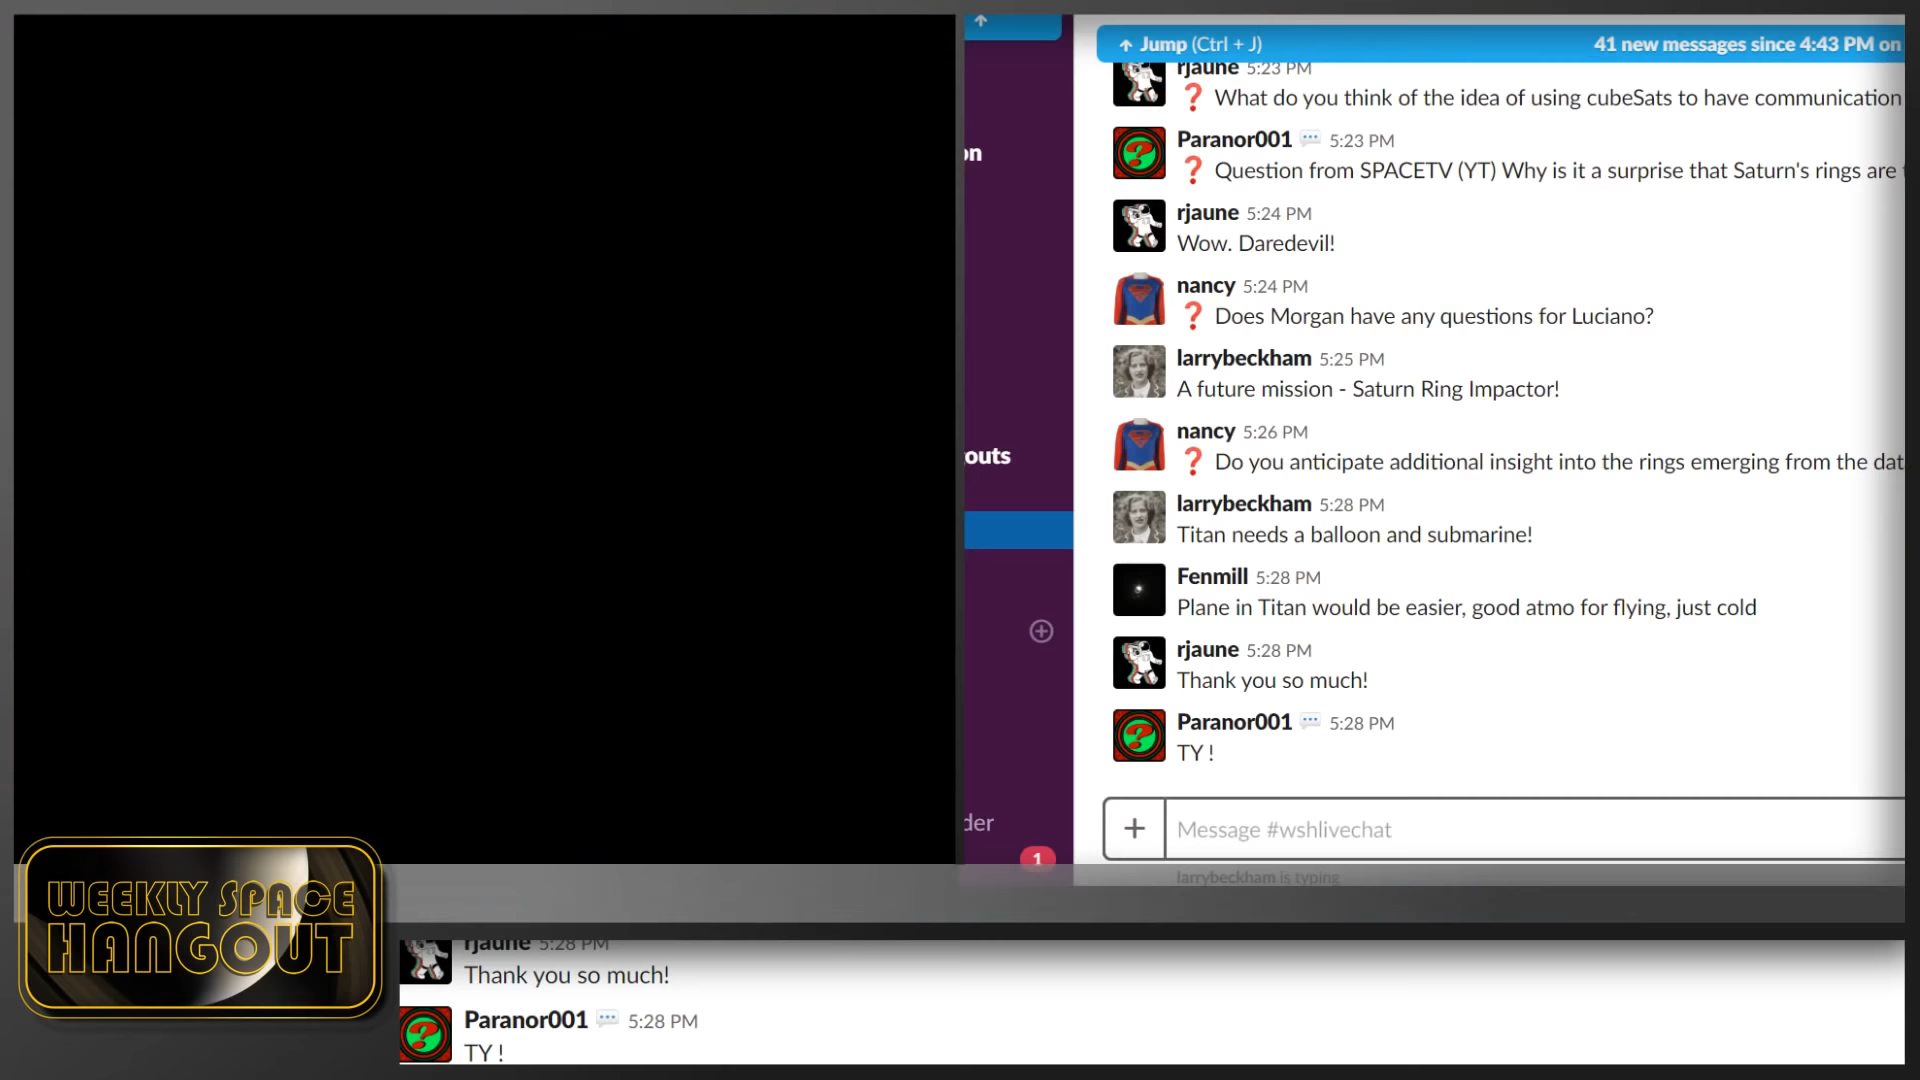 ↑ Jump (Ctrl + J)
41 new messages since 4:43 PM on
rjaune 5:23 PM
❓ What do you think of the idea of using cubeSats to have communication
Paranor001 💬 5:23 PM
❓ Question from SPACETV (YT) Why is it a surprise that Saturn's rings are
rjaune 5:24 PM
Wow. Daredevil!
nancy 5:24 PM
❓ Does Morgan have any questions for Luciano?
larrybeckham 5:25 PM
A future mission - Saturn Ring Impactor!
nancy 5:26 PM
❓ Do you anticipate additional insight into the rings emerging from the dat
larrybeckham 5:28 PM
Titan needs a balloon and submarine!
Fenmill 5:28 PM
Plane in Titan would be easier, good atmo for flying, just cold
rjaune 5:28 PM
Thank you so much!
Paranor001 💬 5:28 PM
TY !
+ Message #wshlivechat
larrybeckham is typing
on
outs
der
1
WEEKLY SPACE
HANGOUT
rjaune 5:28 PM
Thank you so much!
Paranor001 💬 5:28 PM
TY !